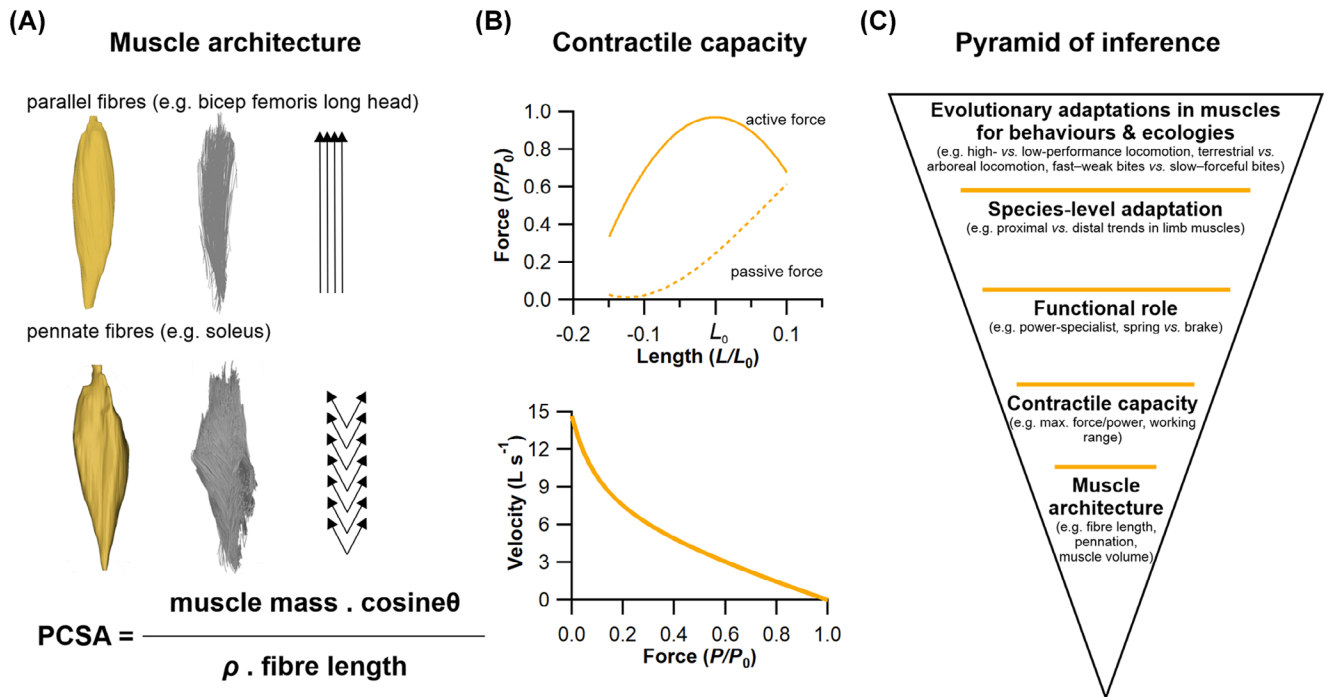 (A)
Muscle architecture
parallel fibres (e.g. bicep femoris long head)
pennate fibres (e.g. soleus)
PCSA =
muscle mass . cosineθ
ρ . fibre length
(B)
Contractile capacity
1.0
0.8
0.6
0.4
0.2
0.0
Force (P/P₀)
active force
passive force
-0.2
-0.1
L₀
0.1
Length (L/L₀)
15
12
9
6
3
0
Velocity (L s⁻¹)
0.0
0.2
0.4
0.6
0.8
1.0
Force (P/P₀)
(C)
Pyramid of inference
Evolutionary adaptations in muscles
for behaviours & ecologies
(e.g. high- vs. low-performance locomotion, terrestrial vs.
arboreal locomotion, fast–weak bites vs. slow–forceful bites)
Species-level adaptation
(e.g. proximal vs. distal trends in limb muscles)
Functional role
(e.g. power-specialist, spring vs. brake)
Contractile capacity
(e.g. max. force/power, working
range)
Muscle
architecture
(e.g. fibre length,
pennation,
muscle volume)